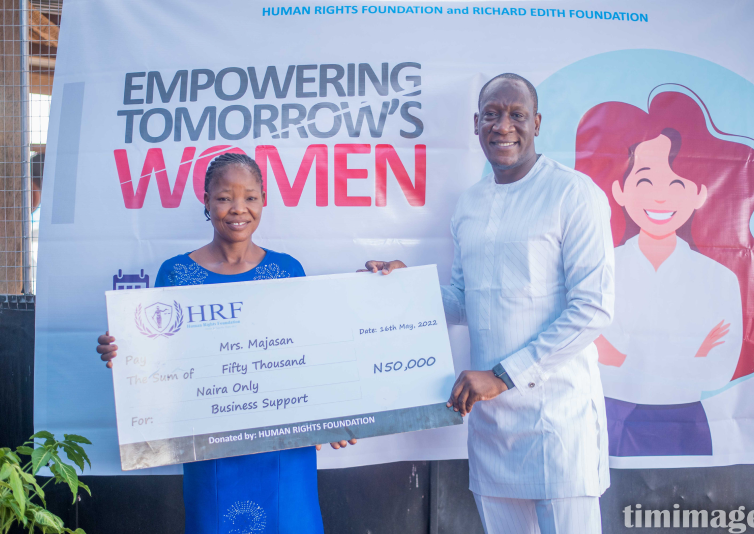 HUMAN RIGHTS FOUNDATION and RICHARD EDITH FOUNDATION
EMPOWERING
TOMORROW'S
WOMEN
HRF
Human Rights Foundation
Date: 16th May, 2022
Pay Mrs. Majasan
The Sum of Fifty Thousand
Naira Only
N50,000
For: Business Support
Donated by: HUMAN RIGHTS FOUNDATION
timimage